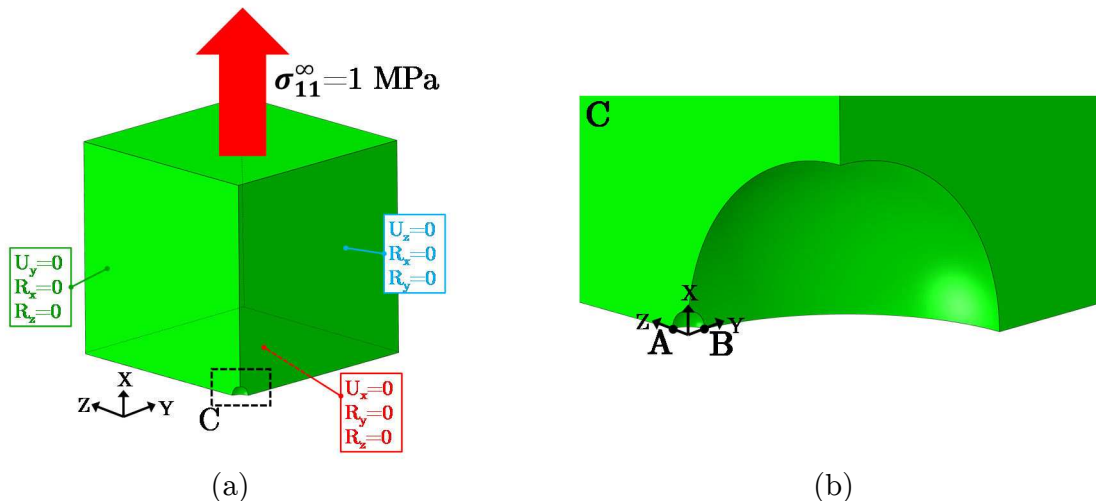 σ∞11=1 MPa
C
Uz=0
Rx=0
Ry=0
Uy=0
Rx=0
Rz=0
X
Z
Y
C
Ux=0
Ry=0
Rz=0
X
Z
Y
A
B
(a)
(b)